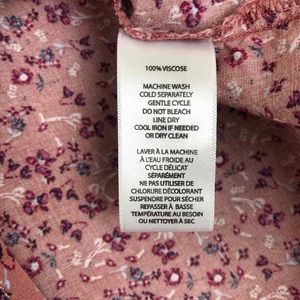 100% VISCOSE
MACHINE WASH
COLD SEPARATELY
GENTLE CYCLE
DO NOT BLEACH
LINE DRY
COOL IRON IF NEEDED
OR DRY CLEAN
LAVER À LA MACHINE
À L'EAU FROIDE AU
CYCLE DÉLICAT
SÉPARÉMENT
NE PAS UTILISER DE
CHLORURE DÉCOLORANT
SUSPENDRE POUR SÉCHER
REPASSER À BASSE
TEMPÉRATURE AU BESOIN
OU NETTOYER À SEC